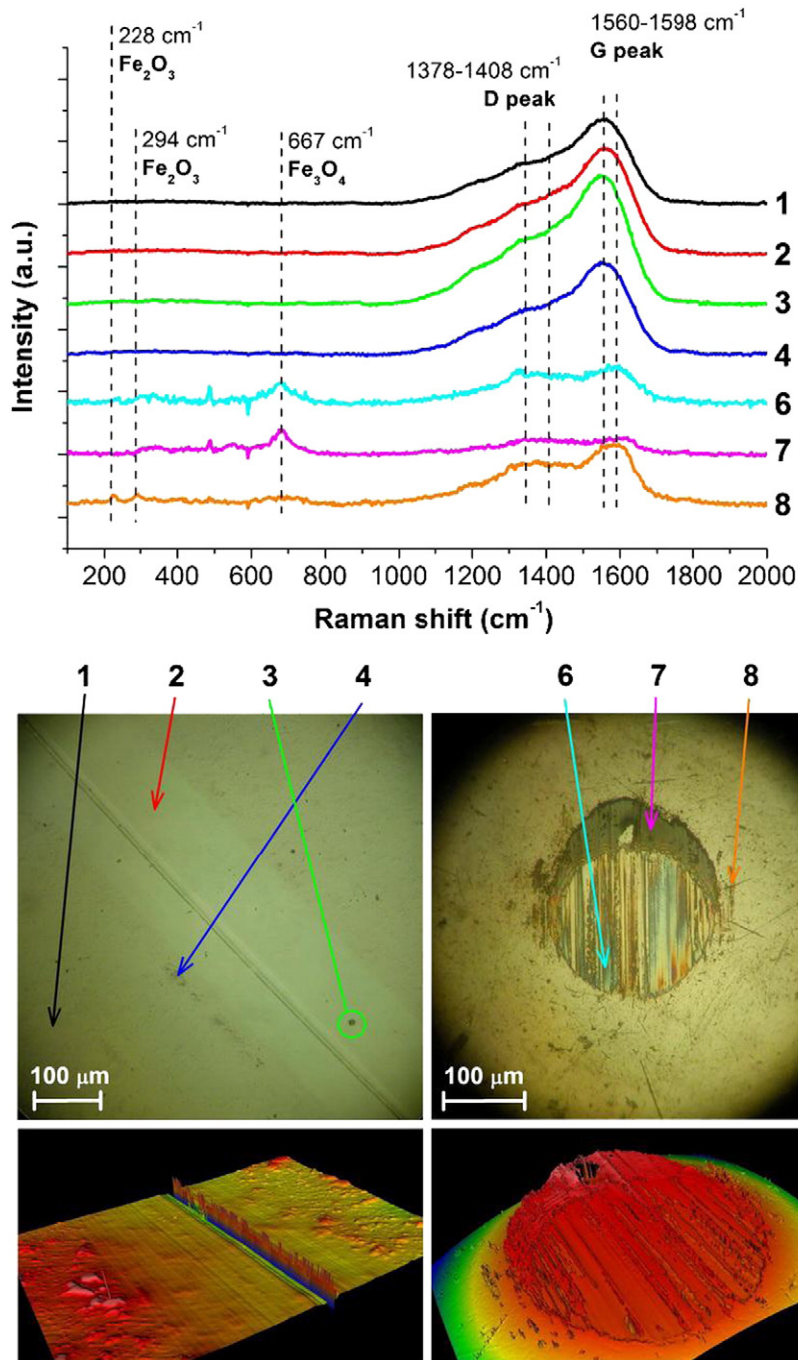 228 cm⁻¹
Fe₂O₃
294 cm⁻¹
Fe₂O₃
667 cm⁻¹
Fe₃O₄
1378-1408 cm⁻¹
D peak
1560-1598 cm⁻¹
G peak
1
2
3
4
6
7
8
Intensity (a.u.)
200 400 600 800 1000 1200 1400 1600 1800 2000
Raman shift (cm⁻¹)
1 2 3 4 6 7 8
100 μm
100 μm